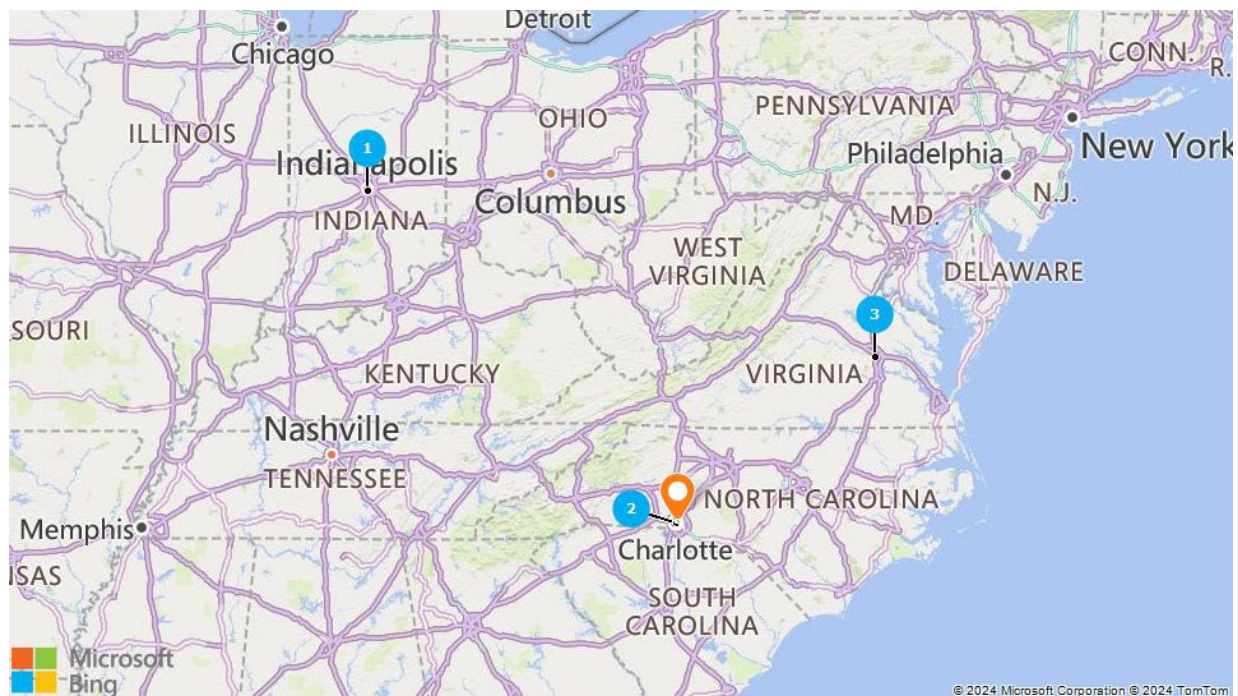 Detroit
Chicago
CONN.
R.
PENNSYLVANIA
OHIO
ILLINOIS
1
New York
Indianapolis
Philadelphia
Columbus
N.J.
INDIANA
MD.
WEST
VIRGINIA
DELAWARE
3
SOURI
KENTUCKY
VIRGINIA
Nashville
TENNESSEE
2
NORTH CAROLINA
Memphis
Charlotte
NSAS
SOUTH
CAROLINA
Microsoft
Bing
© 2024 Microsoft Corporation © 2024 TomTom